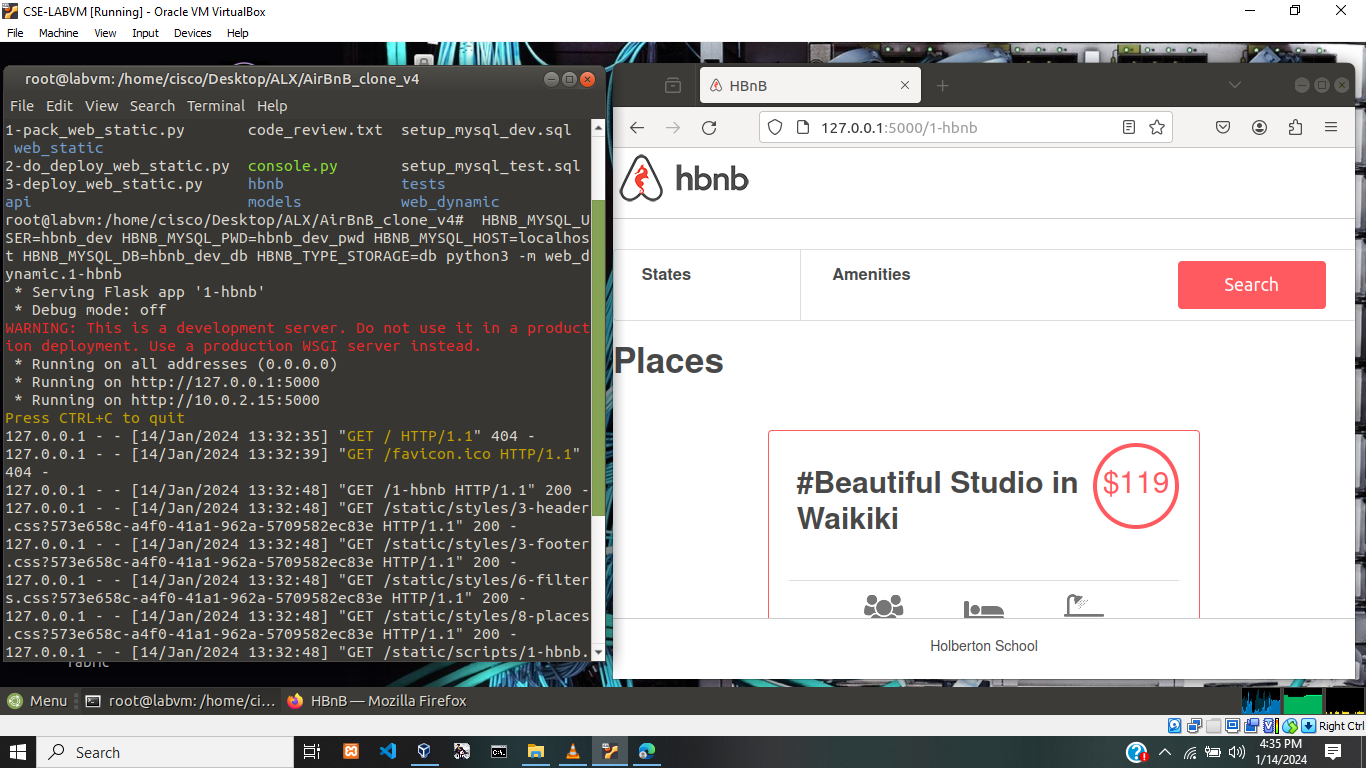 CSE-LABVM [Running] - Oracle VM VirtualBox
File Machine View Input Devices Help
root@labvm: /home/cisco/Desktop/ALX/AirBnB_clone_v4
File Edit View Search Terminal Help
1-pack_web_static.py code_review.txt setup_mysql_dev.sql
web_static
2-do_deploy_web_static.py console.py setup_mysql_test.sql
3-deploy_web_static.py hbnb tests
api models web_dynamic
root@labvm:/home/cisco/Desktop/ALX/AirBnB_clone_v4# HBNB_MYSQL_U
SER=hbnb_dev HBNB_MYSQL_PWD=hbnb_dev_pwd HBNB_MYSQL_HOST=localhos
t HBNB_MYSQL_DB=hbnb_dev_db HBNB_TYPE_STORAGE=db python3 -m web_d
ynamic.1-hbnb
* Serving Flask app '1-hbnb'
* Debug mode: off
WARNING: This is a development server. Do not use it in a product
ion deployment. Use a production WSGI server instead.
* Running on all addresses (0.0.0.0)
* Running on http://127.0.0.1:5000
* Running on http://10.0.2.15:5000
Press CTRL+C to quit
127.0.0.1 - - [14/Jan/2024 13:32:35] "GET / HTTP/1.1" 404 -
127.0.0.1 - - [14/Jan/2024 13:32:39] "GET /favicon.ico HTTP/1.1"
404 -
127.0.0.1 - - [14/Jan/2024 13:32:48] "GET /1-hbnb HTTP/1.1" 200 -
127.0.0.1 - - [14/Jan/2024 13:32:48] "GET /static/styles/3-header
.css?573e658c-a4f0-41a1-962a-5709582ec83e HTTP/1.1" 200 -
127.0.0.1 - - [14/Jan/2024 13:32:48] "GET /static/styles/3-footer
.css?573e658c-a4f0-41a1-962a-5709582ec83e HTTP/1.1" 200 -
127.0.0.1 - - [14/Jan/2024 13:32:48] "GET /static/styles/6-filter
s.css?573e658c-a4f0-41a1-962a-5709582ec83e HTTP/1.1" 200 -
127.0.0.1 - - [14/Jan/2024 13:32:48] "GET /static/styles/8-places
.css?573e658c-a4f0-41a1-962a-5709582ec83e HTTP/1.1" 200 -
127.0.0.1 - - [14/Jan/2024 13:32:48] "GET /static/scripts/1-hbnb.
HBnB
127.0.0.1:5000/1-hbnb
hbnb
States
Amenities
Search
Places
#Beautiful Studio in
Waikiki
$119
Holberton School
Menu
root@labvm: /home/ci...
HBnB — Mozilla Firefox
Right Ctrl
Search
4:35 PM
1/14/2024